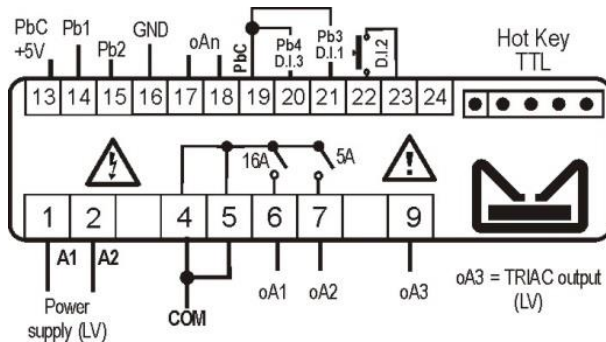 PbC
+5V
Pb1
Pb2
GND
oAn
PbC
Pb4
D.I.3
Pb3
D.I.1
D.I.2
Hot Key
TTL
13 14 15 16 17 18 19 20 21 22 23 24
16A
5A
1 2 4 5 6 7 9
A1 A2
Power
supply (LV)
COM
oA1
oA2
oA3
oA3 = TRIAC output
(LV)